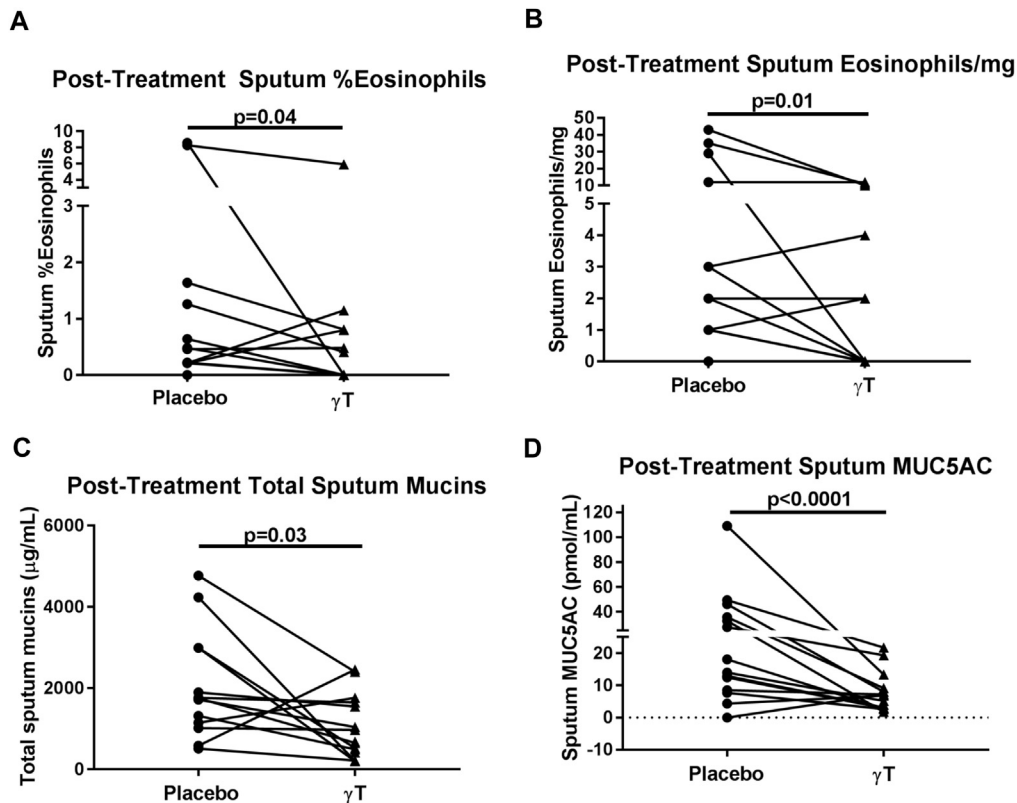 A
Post-Treatment Sputum %Eosinophils
p=0.04
Sputum %Eosinophils
10
8
6
4
3
2
1
0
Placebo
γT
B
Post-Treatment Sputum Eosinophils/mg
p=0.01
Sputum Eosinophils/mg
50
40
30
20
10
5
4
3
2
1
0
Placebo
γT
C
Post-Treatment Total Sputum Mucins
p=0.03
Total sputum mucins (μg/mL)
6000
4000
2000
0
Placebo
γT
D
Post-Treatment Sputum MUC5AC
p<0.0001
Sputum MUC5AC (pmol/mL)
120
100
80
60
40
20
10
0
-10
Placebo
γT